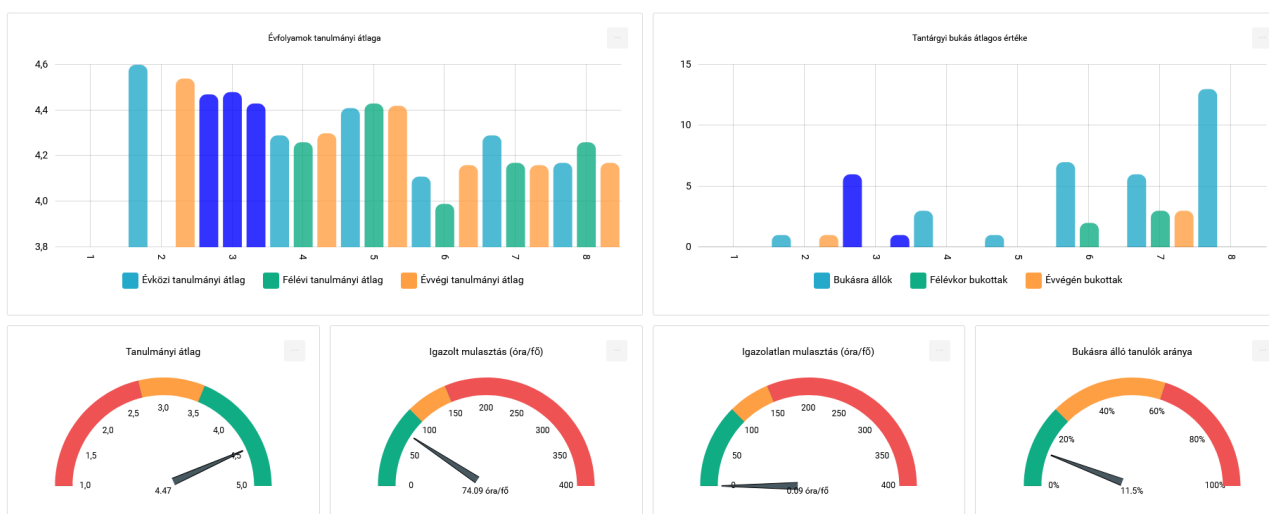 Évfolyamok tanulmányi átlaga
4,6
4,4
4,2
4,0
3,8
1 2 3 4 5 6 7 8
Évközi tanulmányi átlag Félévi tanulmányi átlag Évvégi tanulmányi átlag
Tantárgyi bukás átlagos értéke
15
10
5
0
1 2 3 4 5 6 7 8
Bukásra állók Félévkor bukottak Évvégén bukottak
Tanulmányi átlag
1,0 1,5 2,0 2,5 3,0 3,5 4,0 4,5 5,0
4.47
Igazolt mulasztás (óra/fő)
0 50 100 150 200 250 300 350 400
74.09 óra/fő
Igazolatlan mulasztás (óra/fő)
0 50 100 150 200 250 300 350 400
0.09 óra/fő
Bukásra álló tanulók aránya
0% 20% 40% 60% 80% 100%
11.5%